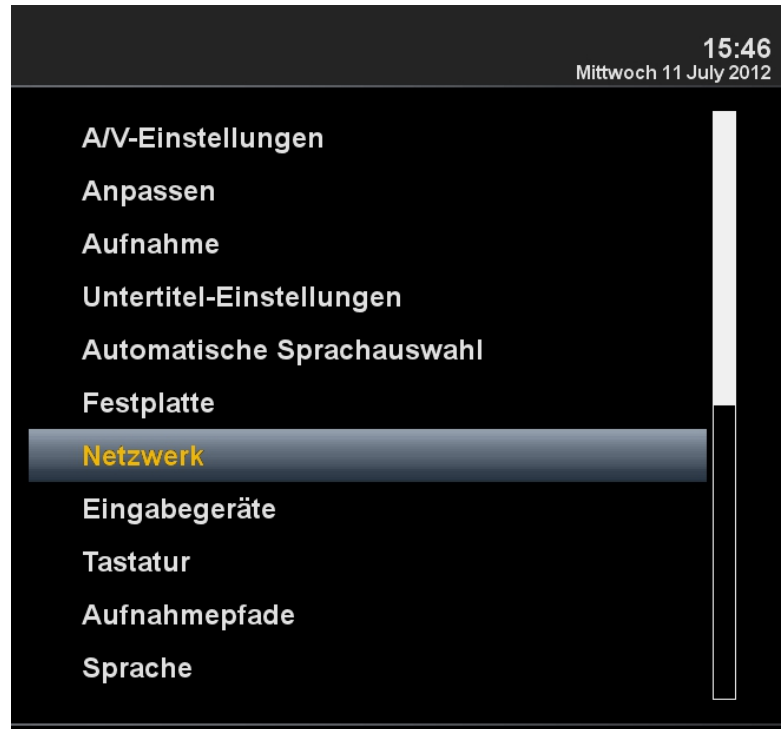 15:46
Mittwoch 11 July 2012
A/V-Einstellungen
Anpassen
Aufnahme
Untertitel-Einstellungen
Automatische Sprachauswahl
Festplatte
Netzwerk
Eingabegeräte
Tastatur
Aufnahmepfade
Sprache